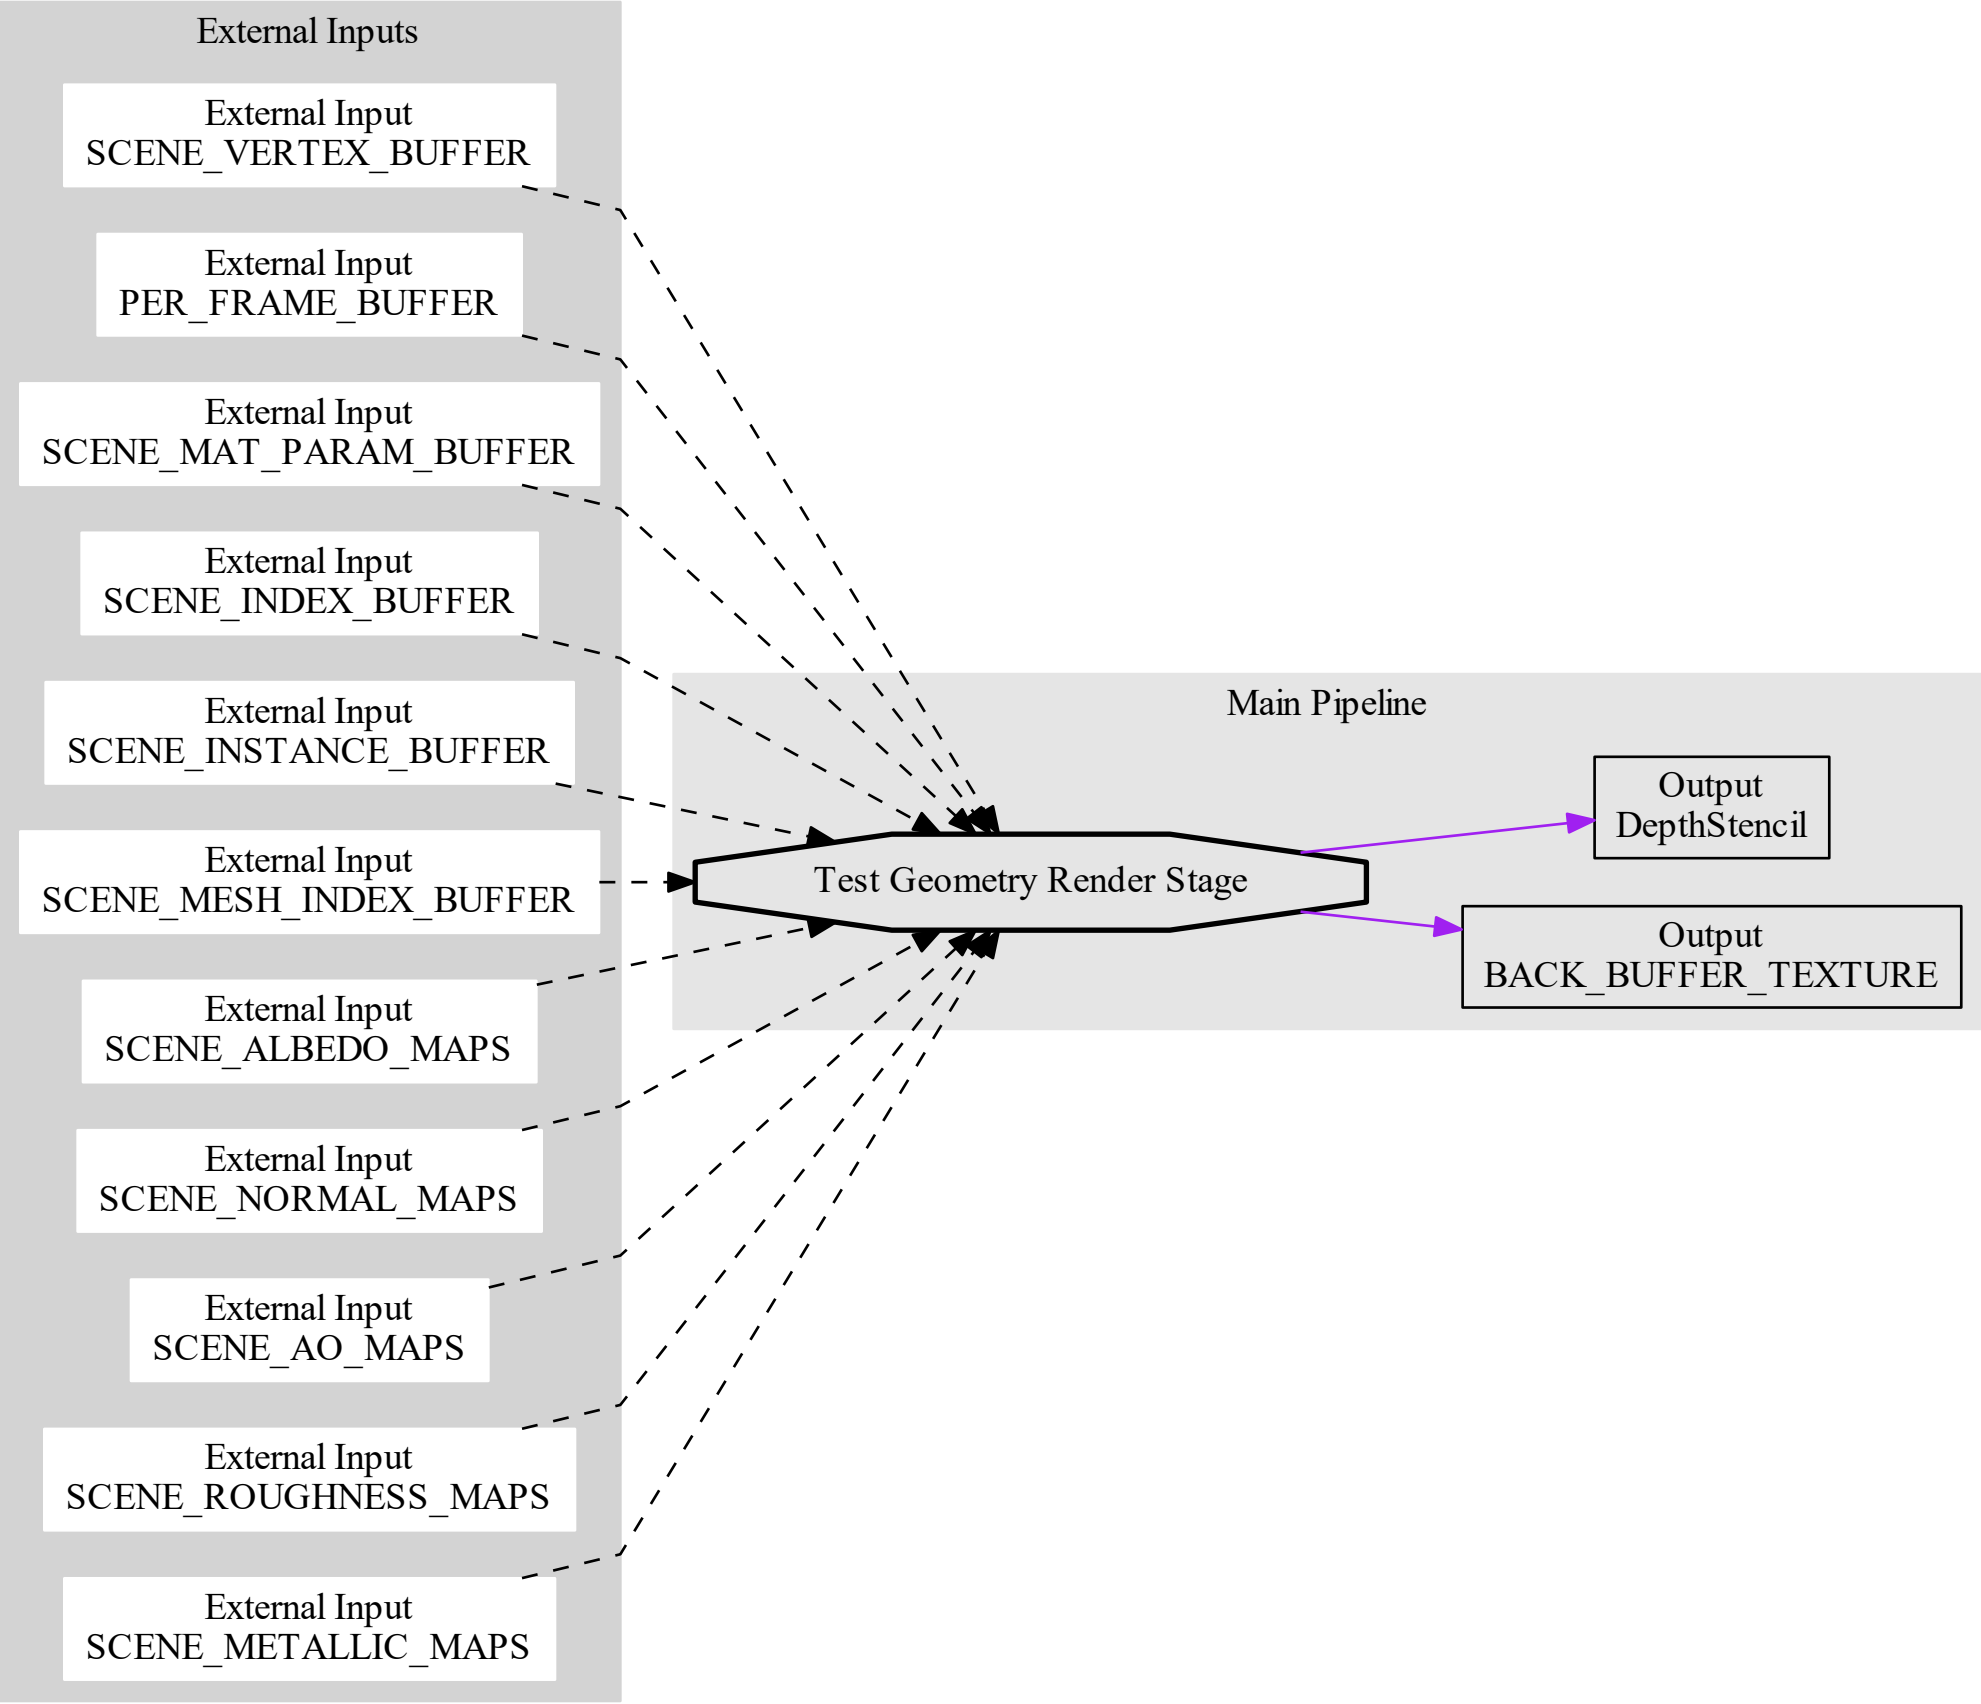 External Inputs
External Input
SCENE_VERTEX_BUFFER
External Input
PER_FRAME_BUFFER
External Input
SCENE_MAT_PARAM_BUFFER
External Input
SCENE_INDEX_BUFFER
External Input
SCENE_INSTANCE_BUFFER
External Input
SCENE_MESH_INDEX_BUFFER
External Input
SCENE_ALBEDO_MAPS
External Input
SCENE_NORMAL_MAPS
External Input
SCENE_AO_MAPS
External Input
SCENE_ROUGHNESS_MAPS
External Input
SCENE_METALLIC_MAPS
Main Pipeline
Test Geometry Render Stage
Output
DepthStencil
Output
BACK_BUFFER_TEXTURE